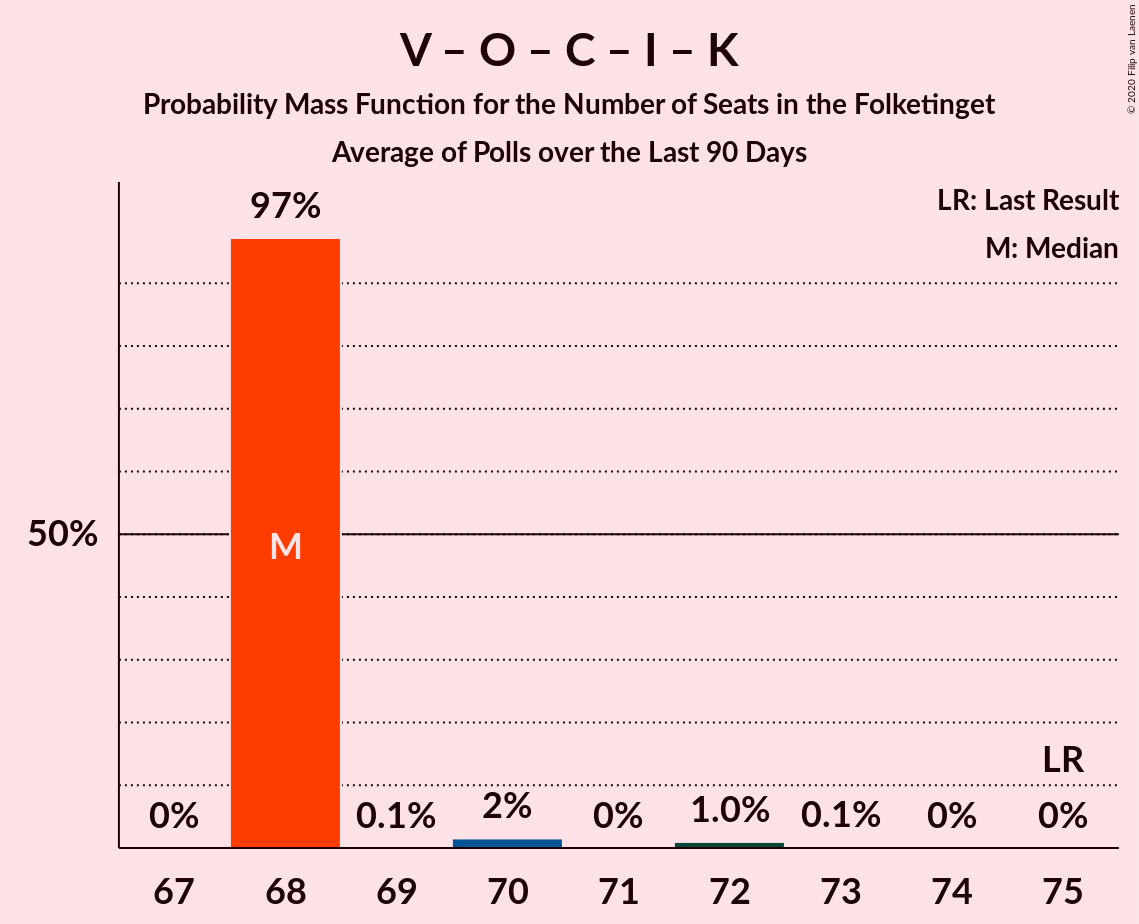 V – O – C – I – K
Probability Mass Function for the Number of Seats in the Folketinget
Average of Polls over the Last 90 Days
© 2020 Filip van Laenen
LR: Last Result
M: Median
97%
50%
M
LR
0% 0.1% 2% 0% 1.0% 0.1% 0% 0%
67 68 69 70 71 72 73 74 75